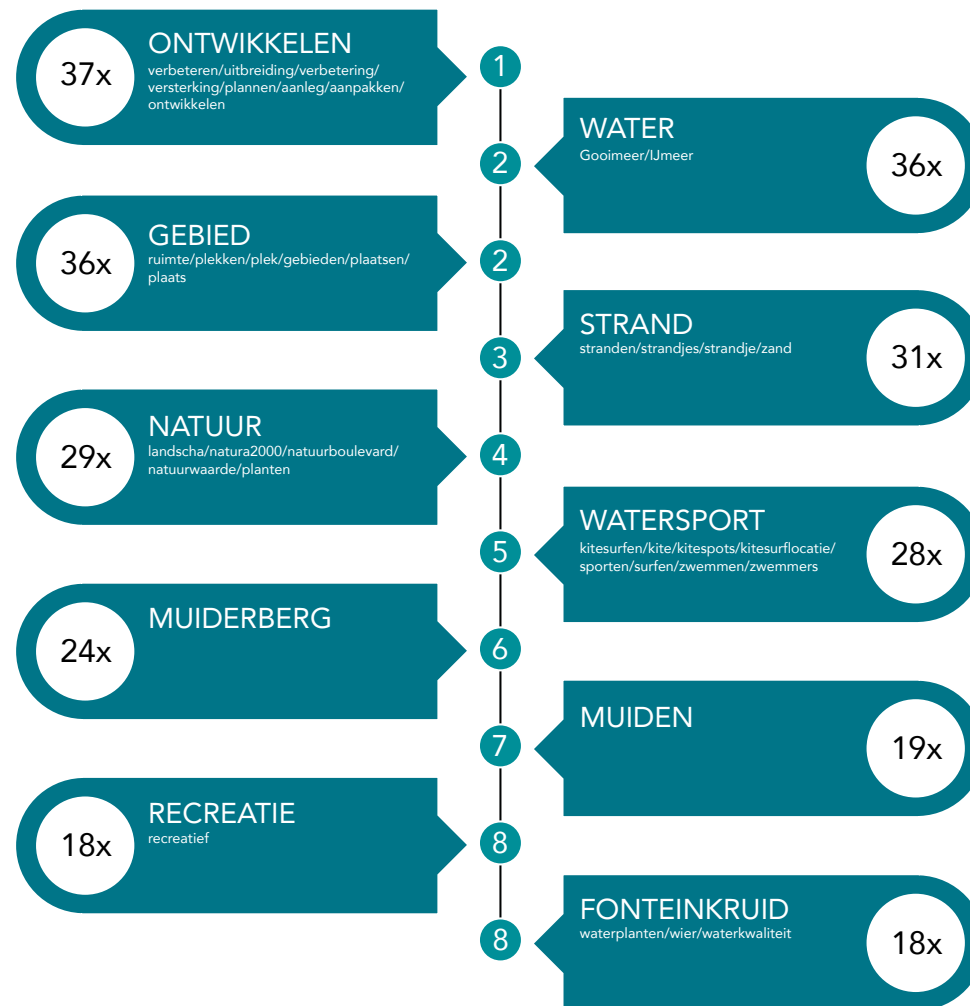 37x
ONTWIKKELEN
verbeteren/uitbreiding/verbetering/
versterking/plannen/aanleg/aanpakken/
ontwikkelen
1
WATER
Gooimeer/IJmeer
36x
2
36x
GEBIED
ruimte/plekken/plek/gebieden/plaatsen/
plaats
2
STRAND
stranden/strandjes/strandje/zand
31x
3
29x
NATUUR
landscha/natura2000/natuurboulevard/
natuurwaarde/planten
4
WATERSPORT
kitesurfen/kite/kitespots/kitesurflocatie/
sporten/surfen/zwemmen/zwemmers
28x
5
24x
MUIDERBERG
6
MUIDEN
19x
7
18x
RECREATIE
recreatief
8
FONTEINKRUID
waterplanten/wier/waterkwaliteit
18x
8